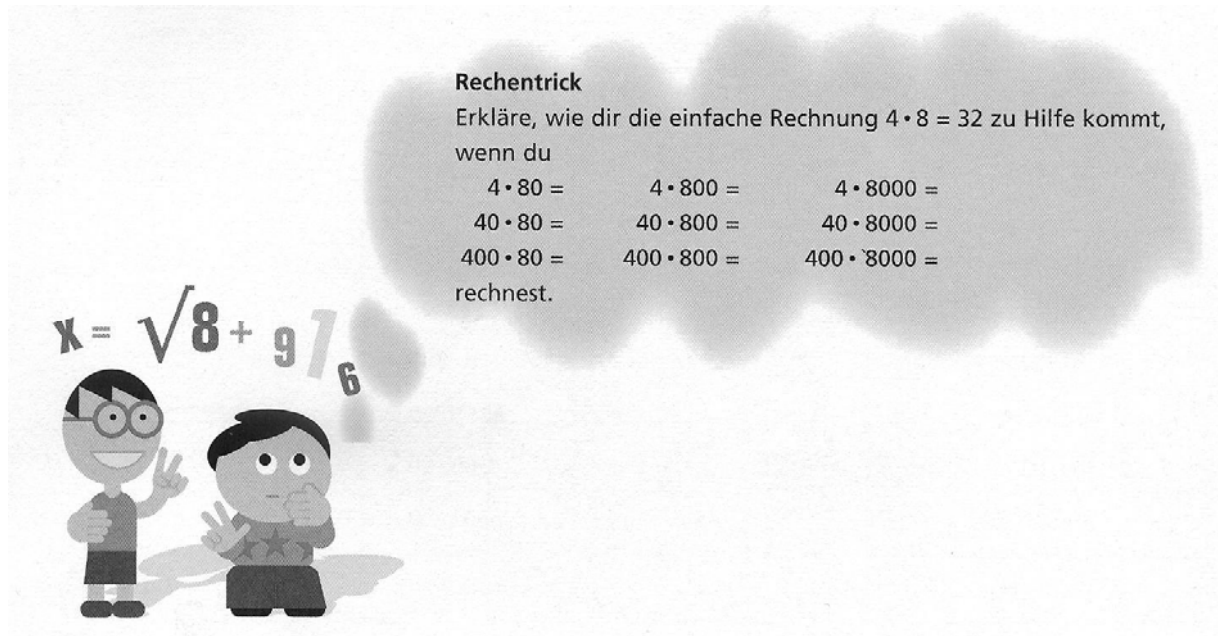 Rechentrick
Erkläre, wie dir die einfache Rechnung 4 • 8 = 32 zu Hilfe kommt,
wenn du
4 • 80 = 4 • 800 = 4 • 8000 =
40 • 80 = 40 • 800 = 40 • 8000 =
400 • 80 = 400 • 800 = 400 • 8000 =
rechnest.
x = √8 + 9 7 6